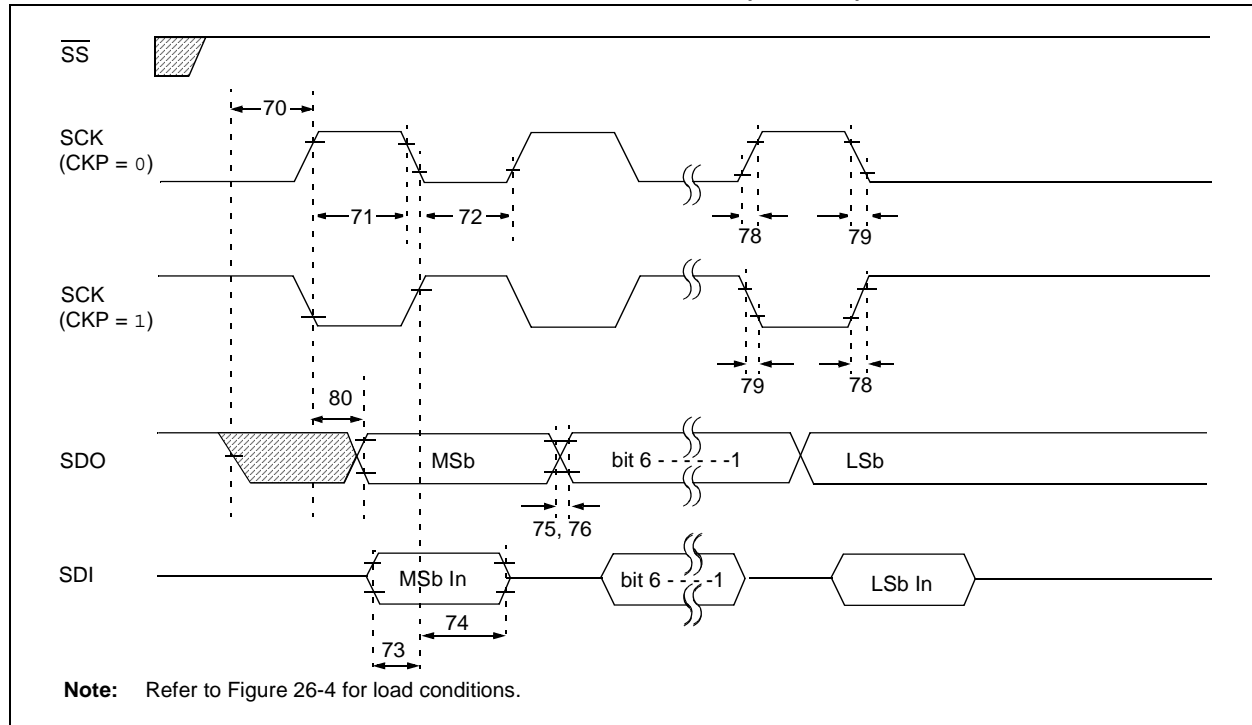 SS
70
SCK
(CKP = 0)
71
72
78
79
SCK
(CKP = 1)
79
78
80
SDO
MSb
bit 6 - - - - - -1
LSb
75, 76
SDI
MSb In
bit 6 - - - - -1
LSb In
74
73
Note: Refer to Figure 26-4 for load conditions.